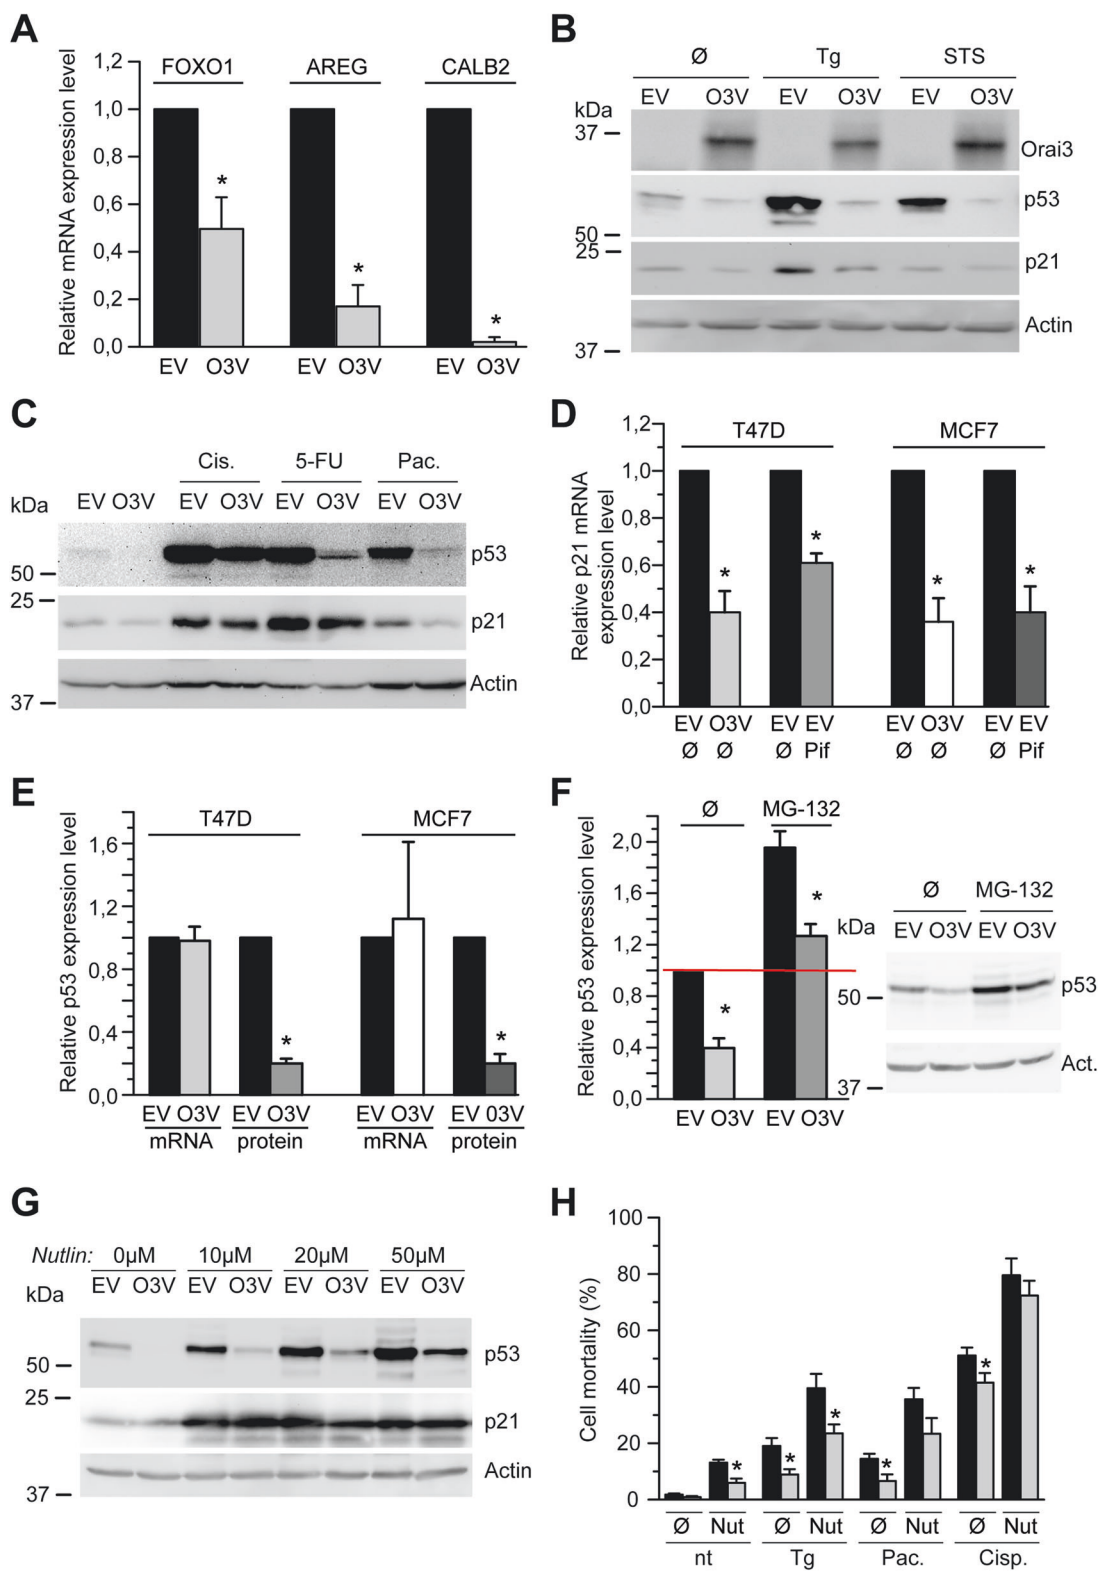 A
Relative mRNA expression level
1,2
1,0
0,8
0,6
0,4
0,2
0,0
FOXO1 AREG CALB2
* * *
EV O3V EV O3V EV O3V
B
Ø Tg STS
EV O3V EV O3V EV O3V
kDa
37
Orai3
p53
50
25
p21
Actin
37
C
Cis. 5-FU Pac.
kDa EV O3V EV O3V EV O3V EV O3V
p53
50
25
p21
Actin
37
D
Relative p21 mRNA
expression level
1,2
1,0
0,8
0,6
0,4
0,2
0,0
T47D MCF7
* * * *
EV O3V EV EV EV O3V EV EV
Ø Ø Ø Pif Ø Ø Ø Pif
E
Relative p53 expression level
1,6
1,2
0,8
0,4
0,0
T47D MCF7
* *
EV O3V EV O3V EV O3V EV 03V
mRNA protein mRNA protein
F
Relative p53 expression level
2,0
1,6
1,2
0,8
0,4
0,0
Ø MG-132
* *
EV O3V EV O3V
Ø MG-132
kDa EV O3V EV O3V
p53
50
Act.
37
G
Nutlin: 0µM 10µM 20µM 50µM
kDa EV O3V EV O3V EV O3V EV O3V
p53
50
25
p21
Actin
37
H
Cell mortality (%)
100
80
60
40
20
0
* * * * *
Ø Nut Ø Nut Ø Nut Ø Nut
nt Tg Pac. Cisp.